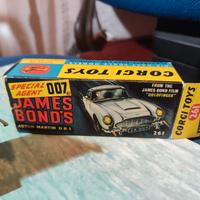 CORGI TOYS
SPECIAL
AGENT
007
JAMES
BOND'S
ASTON MARTIN D.B.5
FROM THE
JAMES BOND FILM
"GOLDFINGER"
261
CORGI TOYS
261